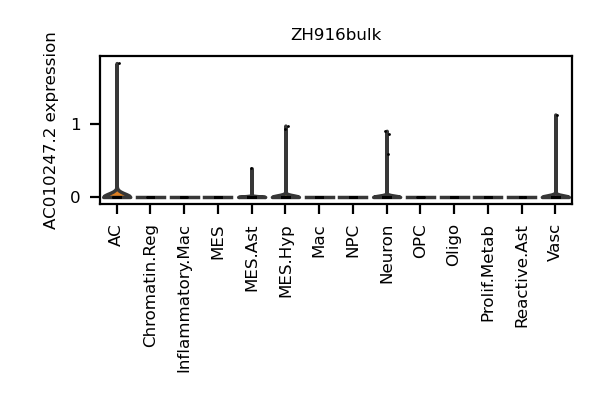 ZH916bulk
AC010247.2 expression
1
0
AC
Chromatin.Reg
Inflammatory.Mac
MES
MES.Ast
MES.Hyp
Mac
NPC
Neuron
OPC
Oligo
Prolif.Metab
Reactive.Ast
Vasc